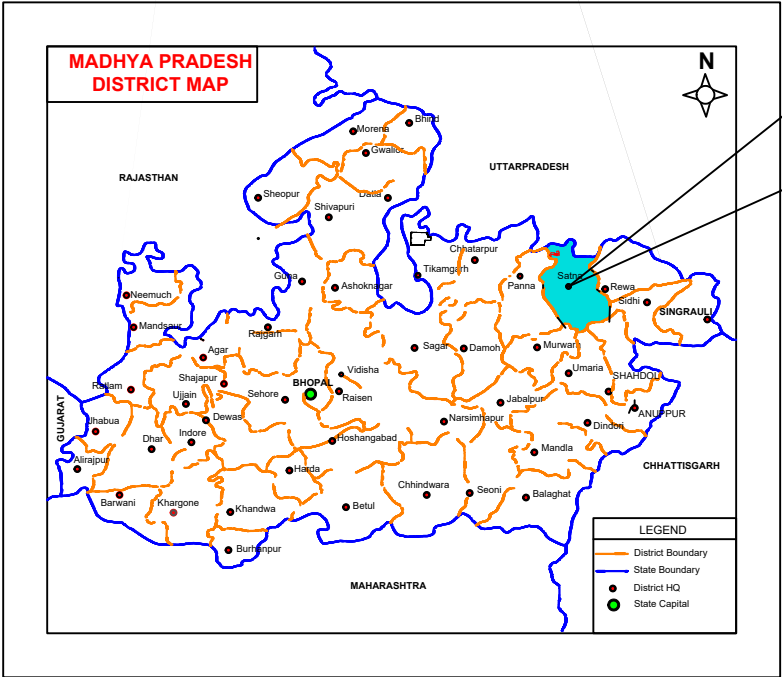 MADHYA PRADESH
DISTRICT MAP
N
RAJASTHAN
UTTARPRADESH
Bhind
Morena
Gwalior
Sheopur
Datia
Shivapuri
Chhatarpur
Tikamgarh
Guna
Ashoknagar
Panna
Satna
Rewa
Sidhi
SINGRAULI
Neemuch
Mandsaur
Rajgarh
Agar
Sagar
Damoh
Murwara
Vidisha
Umaria
SHAHDOL
Ratlam
Shajapur
BHOPAL
Sehore
Raisen
Ujjain
Jabalpur
ANUPPUR
GUJARAT
Jhabua
Dewas
Narsimhapur
Dindori
Dhar
Indore
Hoshangabad
Mandla
Alirajpur
Harda
CHHATTISGARH
Barwani
Khargone
Khandwa
Betul
Chhindwara
Seoni
Balaghat
Burhanpur
MAHARASHTRA
LEGEND
District Boundary
State Boundary
District HQ
State Capital